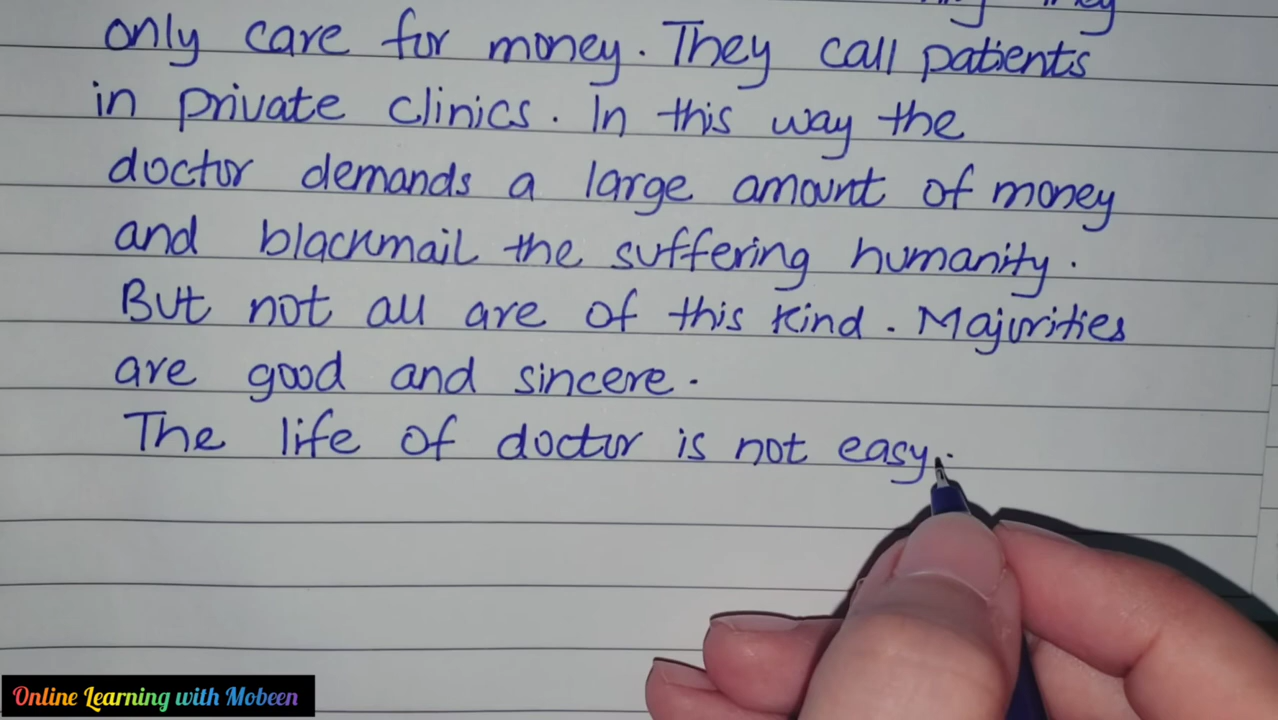 they
only care for money. They call patients
in private clinics. In this way the
doctor demands a large amount of money
and blackmail the suffering humanity.
But not all are of this kind. Majurities
are good and sincere.
The life of doctor is not easy.
Online Learning with Mobeen